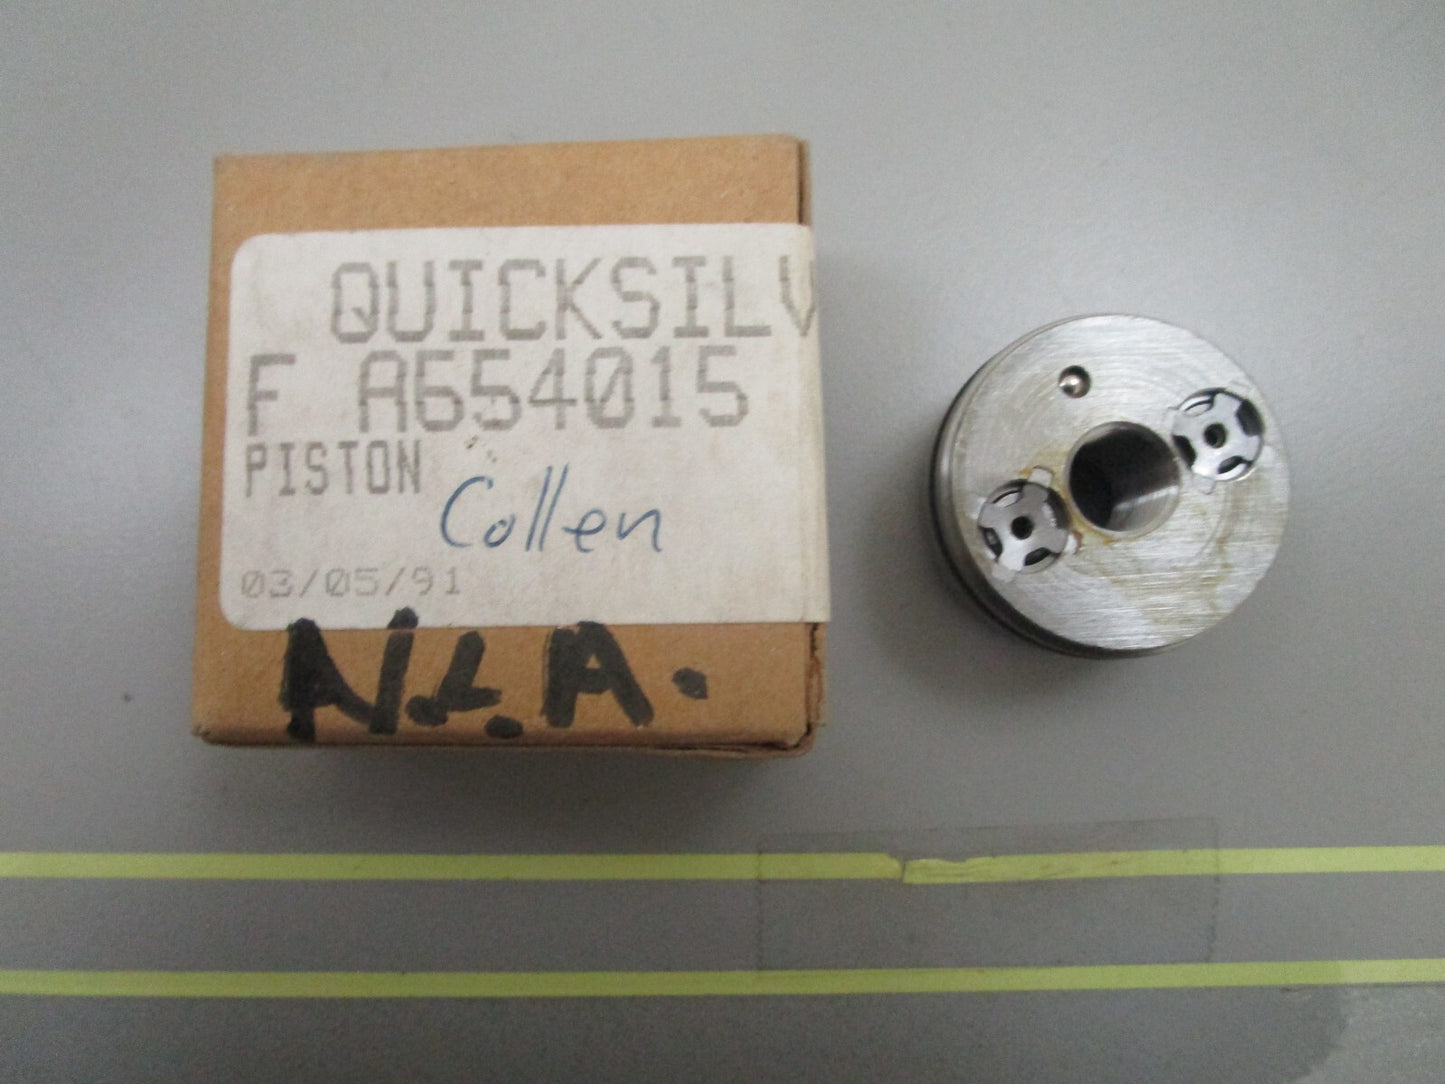 QUICKSILV
F A654015
PISTON
Collen
03/05/91
N.L.A.